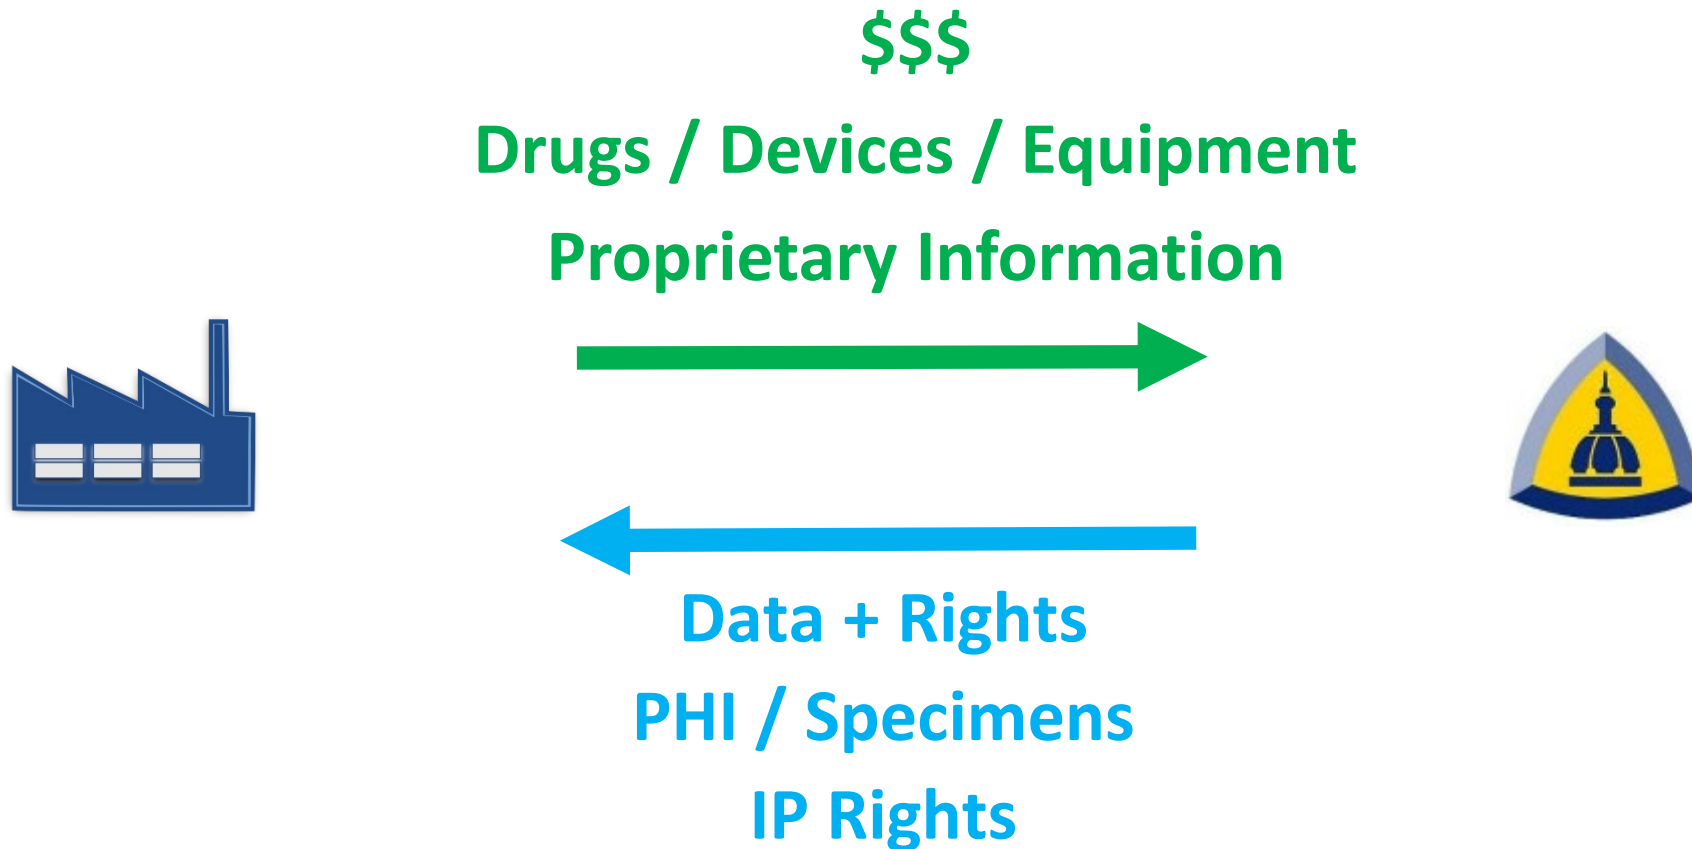 $$$
Drugs / Devices / Equipment
Proprietary Information
Data + Rights
PHI / Specimens
IP Rights